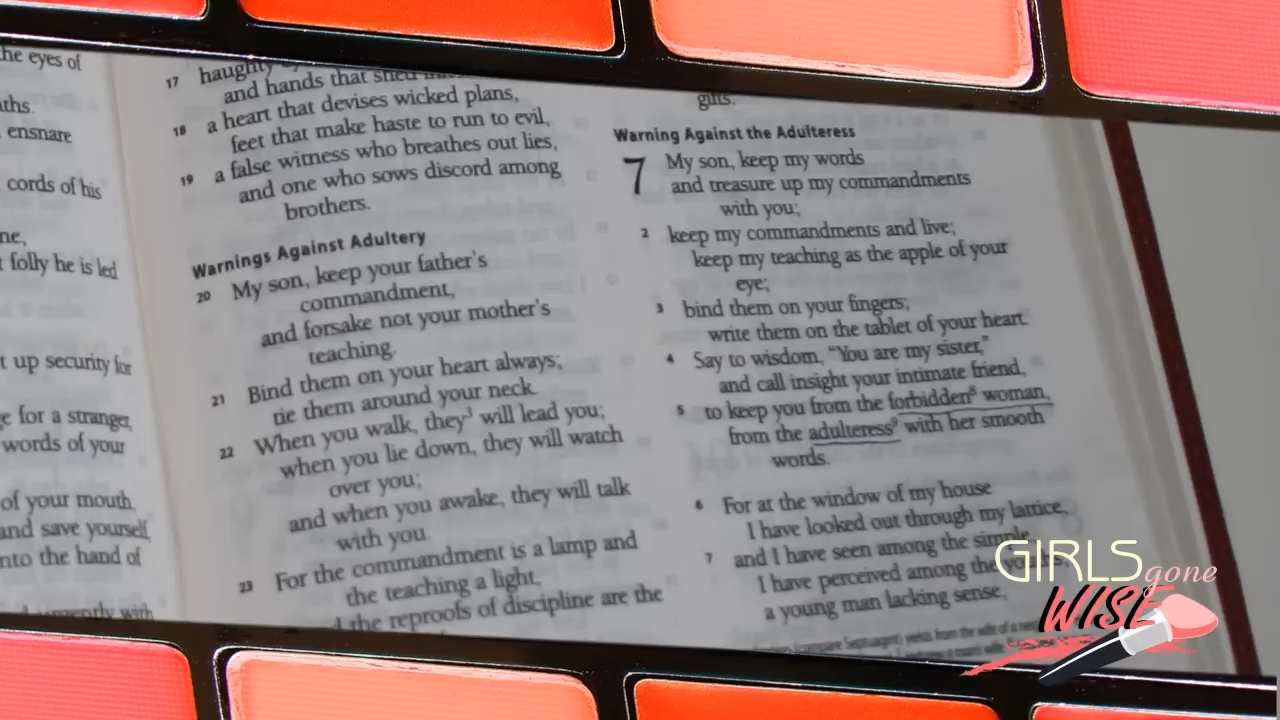 the eyes of
ensnare
cords of his
folly he is led
up security for
for a stranger,
words of your
of your mouth,
and save yourself,
the hand of
with
17 haughty
and hands that shed
18 a heart that devises wicked plans,
feet that make haste to run to evil,
19 a false witness who breathes out lies,
and one who sows discord among
brothers.
Warnings Against Adultery
20 My son, keep your father's
commandment,
and forsake not your mother's
teaching.
21 Bind them on your heart always;
tie them around your neck.
22 When you walk, they will lead you;
when you lie down, they will watch
over you;
and when you awake, they will talk
with you.
23 For the commandment is a lamp and
the teaching a light,
the reproofs of discipline are the
gifts.
Warning Against the Adulteress
7 My son, keep my words
and treasure up my commandments
with you;
2 keep my commandments and live;
keep my teaching as the apple of your
eye;
3 bind them on your fingers;
write them on the tablet of your heart.
4 Say to wisdom, "You are my sister,"
and call insight your intimate friend,
5 to keep you from the forbidden⁸ woman,
from the adulteress⁹ with her smooth
words.
6 For at the window of my house
I have looked out through my lattice,
7 and I have seen among the simple,
I have perceived among the
a young man lacking sense,
GIRLS
gone
WISE